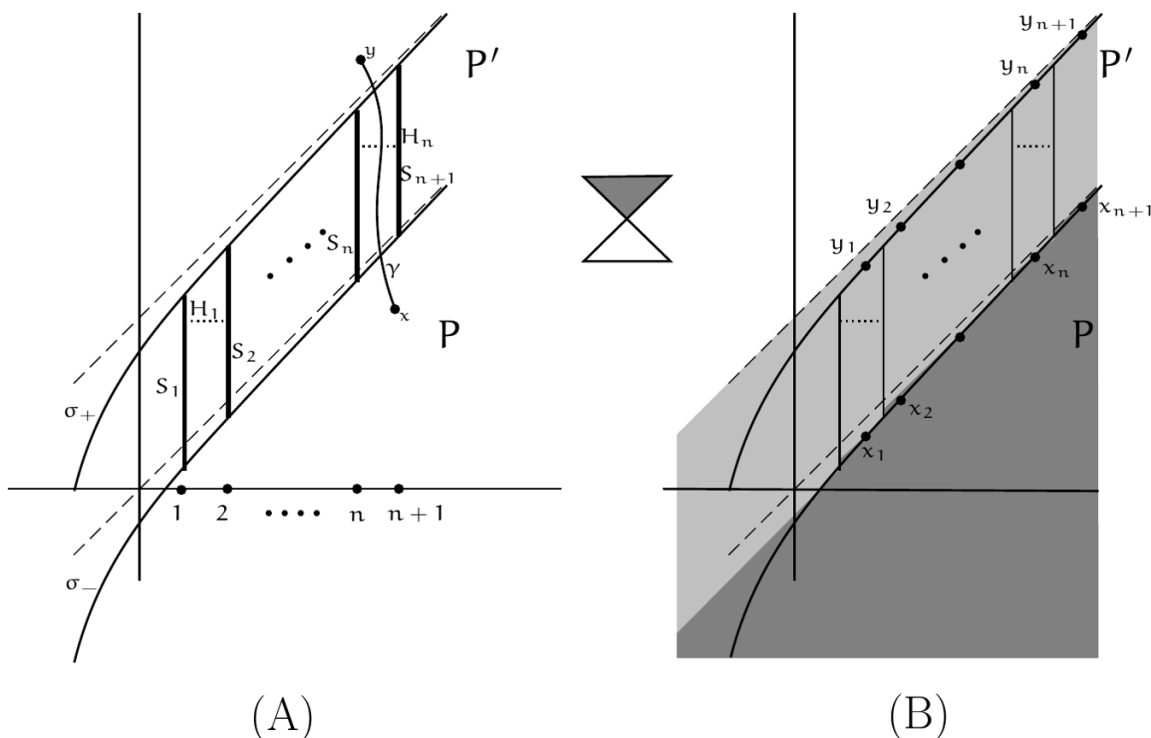 y
P′
H_n
S_{n+1}
S_n
γ
x
H_1
S_2
P
S_1
σ_+
1 2 n n + 1
σ_−
(A)
y_{n+1}
y_n
P′
y_2
x_{n+1}
y_1
x_n
P
x_2
x_1
(B)